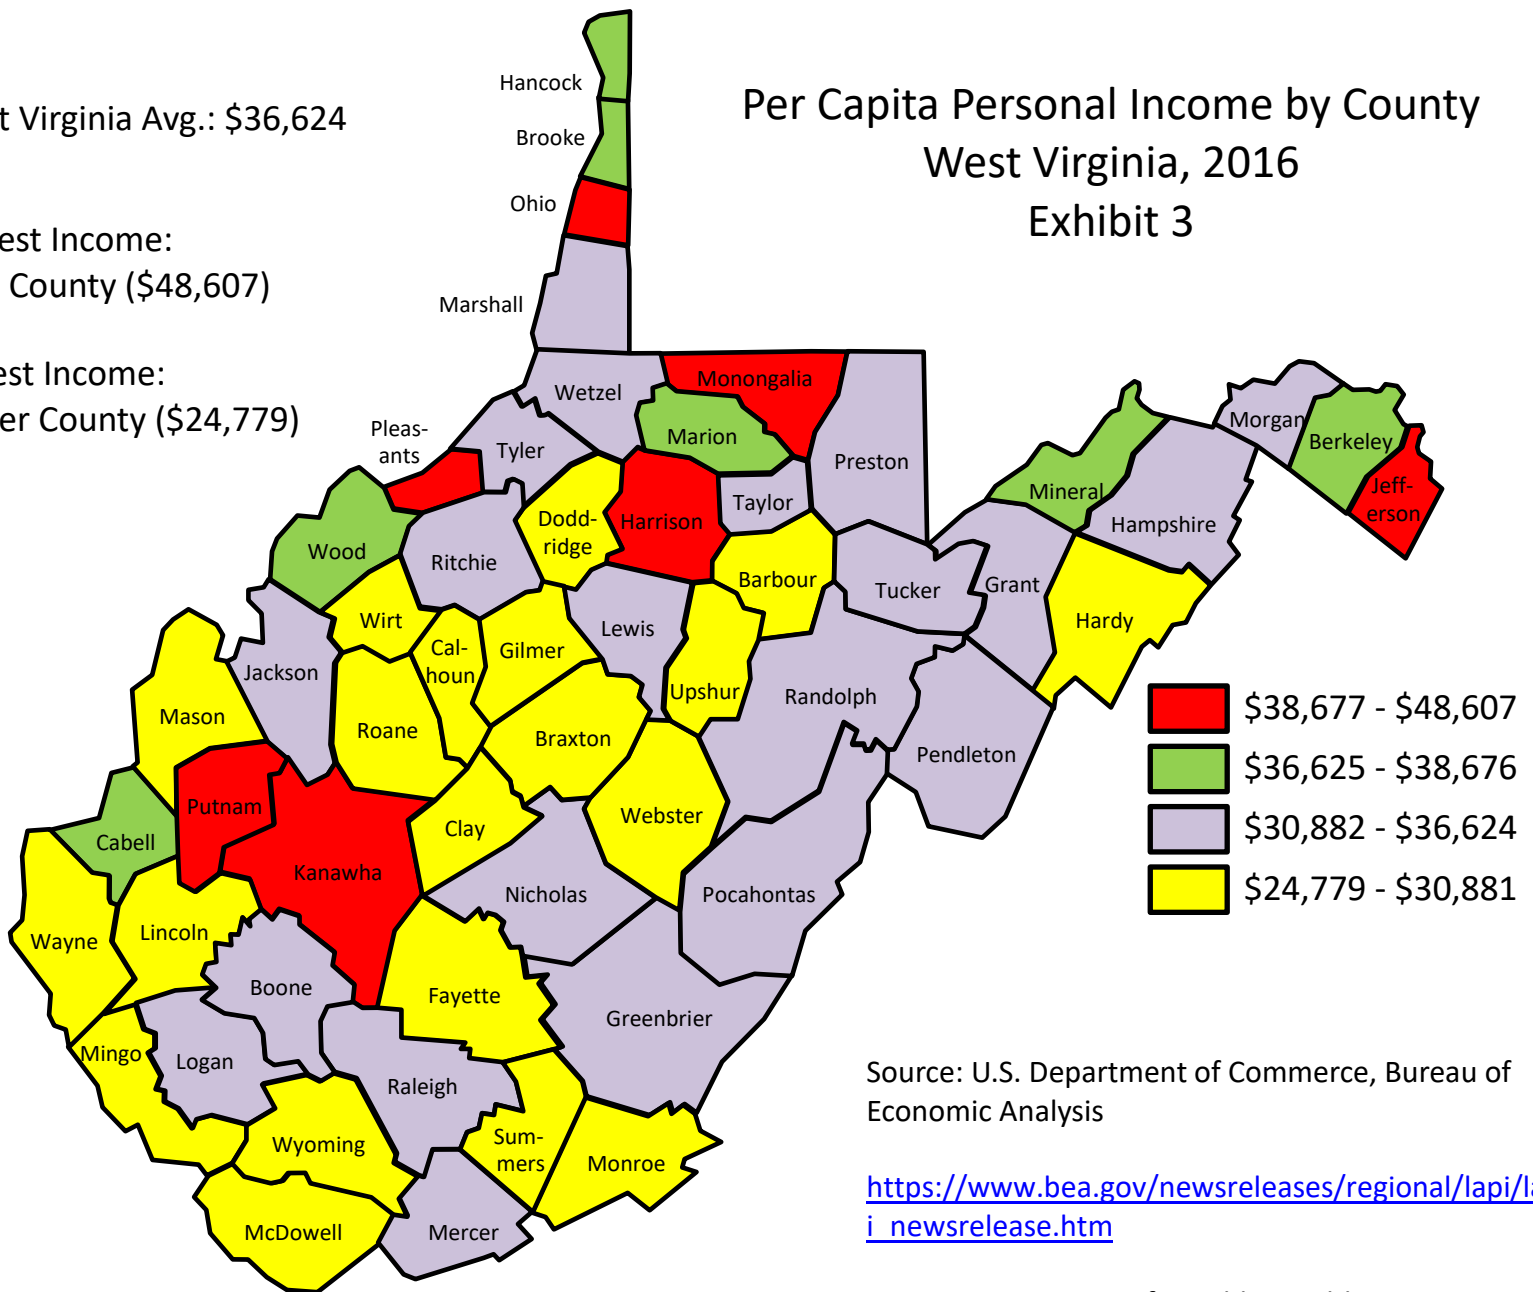 Per Capita Personal Income by County
West Virginia, 2016
Exhibit 3
t Virginia Avg.: $36,624
est Income:
County ($48,607)
est Income:
er County ($24,779)
Hancock
Brooke
Ohio
Marshall
Wetzel
Monongalia
Marion
Pleas-
ants
Tyler
Preston
Taylor
Harrison
Dodd-
ridge
Ritchie
Wood
Wirt
Barbour
Tucker
Grant
Mineral
Hampshire
Morgan
Berkeley
Jeff-
erson
Hardy
Cal-
houn
Gilmer
Lewis
Upshur
Randolph
Pendleton
Jackson
Mason
Roane
Braxton
Webster
Putnam
Cabell
Clay
Kanawha
Nicholas
Pocahontas
Wayne
Lincoln
Boone
Fayette
Greenbrier
Mingo
Logan
Raleigh
Wyoming
Sum-
mers
Monroe
McDowell
Mercer
$38,677 - $48,607
$36,625 - $38,676
$30,882 - $36,624
$24,779 - $30,881
Source: U.S. Department of Commerce, Bureau of
Economic Analysis
https://www.bea.gov/newsreleases/regional/lapi/la
i_newsrelease.htm